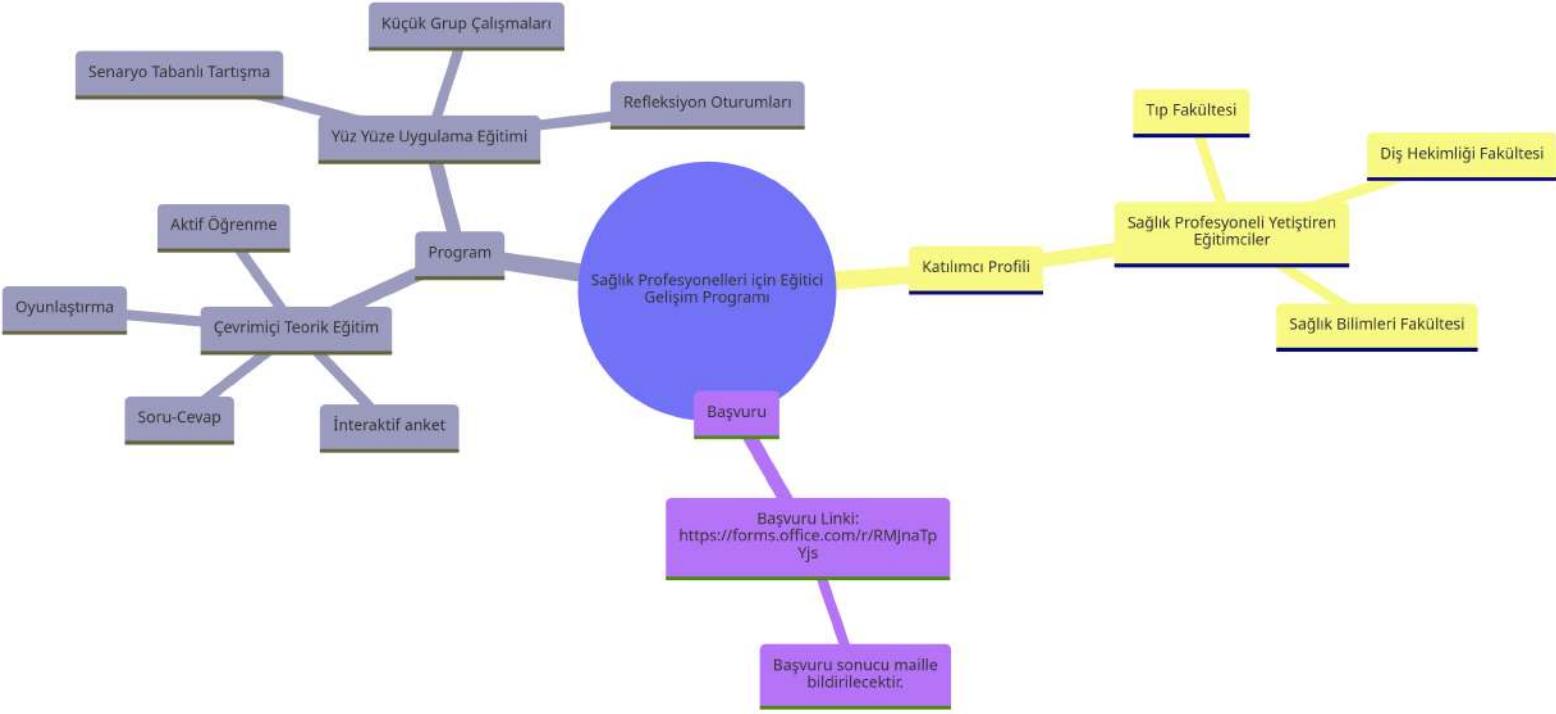 Küçük Grup Çalışmaları
Senaryo Tabanlı Tartışma
Refleksiyon Oturumları
Yüz Yüze Uygulama Eğitimi
Aktif Öğrenme
Program
Oyunlaştırma
Çevrimiçi Teorik Eğitim
Soru-Cevap
İnteraktif anket
Sağlık Profesyonelleri için Eğitici
Gelişim Programı
Tıp Fakültesi
Diş Hekimliği Fakültesi
Sağlık Profesyoneli Yetiştiren
Eğitimciler
Katılımcı Profili
Sağlık Bilimleri Fakültesi
Başvuru
Başvuru Linki:
https://forms.office.com/r/RMJnaTp
Yjs
Başvuru sonucu maille
bildirilecektir.